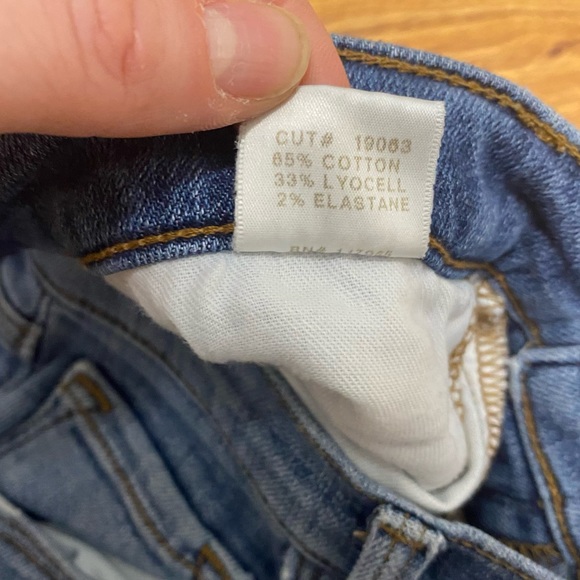 CUT# 19063
65% COTTON
33% LYOCELL
2% ELASTANE